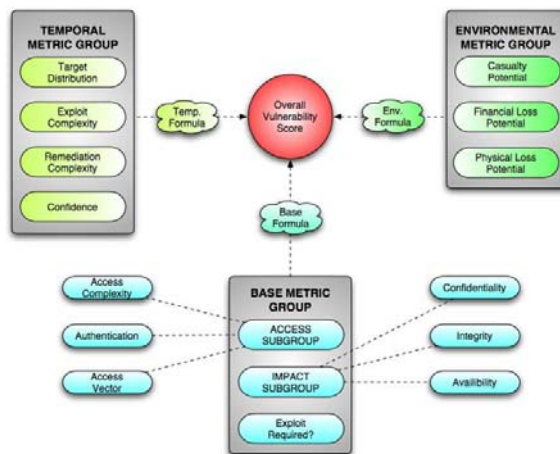 TEMPORAL
METRIC GROUP
Target
Distribution
Exploit
Complexity
Remediation
Complexity
Confidence
Temp.
Formula
Overall
Vulnerability
Score
Env.
Formula
ENVIRONMENTAL
METRIC GROUP
Casualty
Potential
Financial Loss
Potential
Physical Loss
Potential
Base
Formula
BASE METRIC
GROUP
ACCESS
SUBGROUP
IMPACT
SUBGROUP
Exploit
Required?
Access
Complexity
Authentication
Access
Vector
Confidentiality
Integrity
Availibility